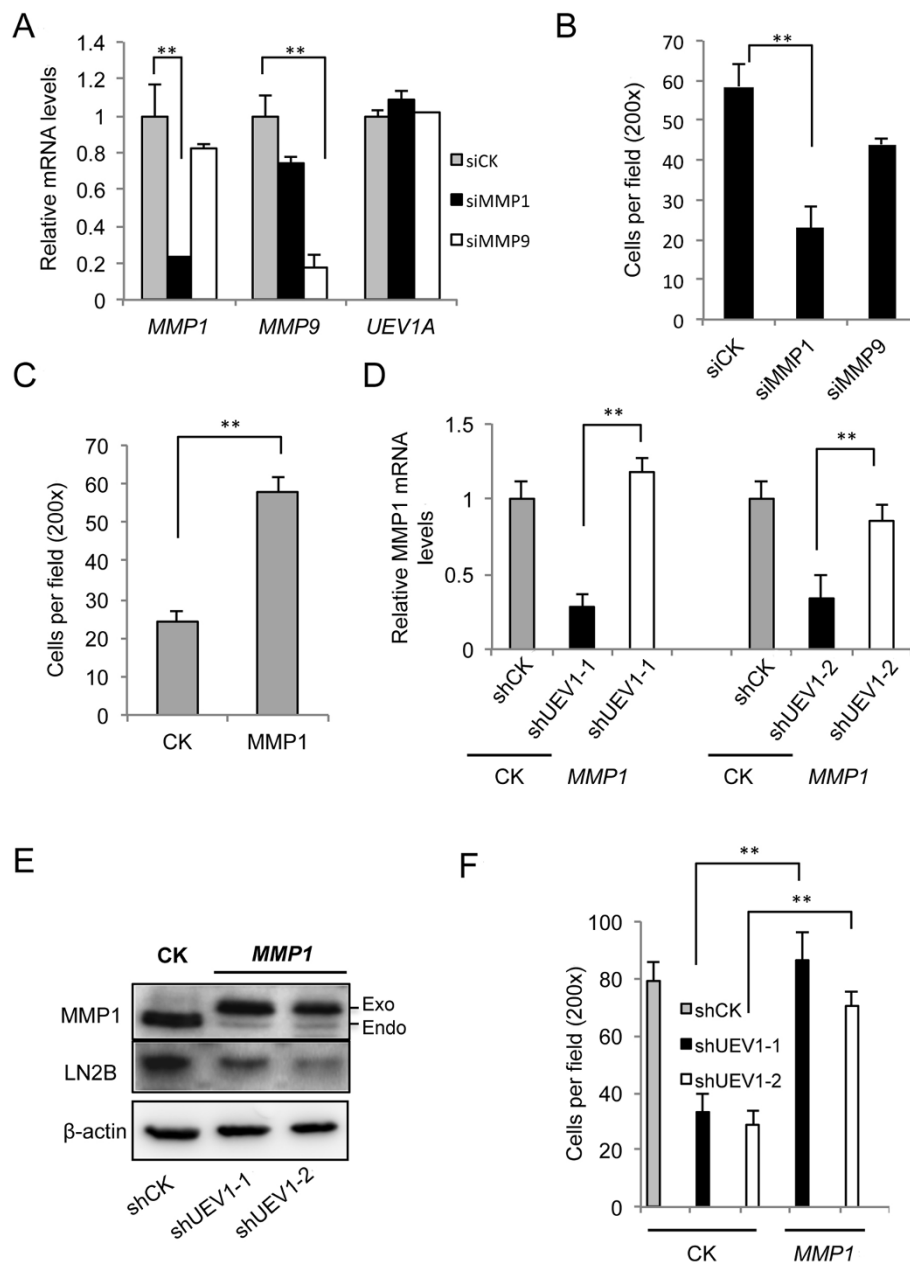 A
Relative mRNA levels
1.4
1.2
1
0.8
0.6
0.4
0.2
0
**
**
MMP1
MMP9
UEV1A
siCK
siMMP1
siMMP9
B
Cells per field (200x)
70
60
50
40
30
20
10
0
**
siCK
siMMP1
siMMP9
C
Cells per field (200x)
70
60
50
40
30
20
10
0
**
CK
MMP1
D
Relative MMP1 mRNA
levels
1.5
1
0.5
0
**
**
shCK
shUEV1-1
shUEV1-1
shCK
shUEV1-2
shUEV1-2
CK
MMP1
CK
MMP1
E
CK
MMP1
MMP1
Exo
Endo
LN2B
β-actin
shCK
shUEV1-1
shUEV1-2
F
Cells per field (200x)
100
80
60
40
20
0
**
**
shCK
shUEV1-1
shUEV1-2
CK
MMP1